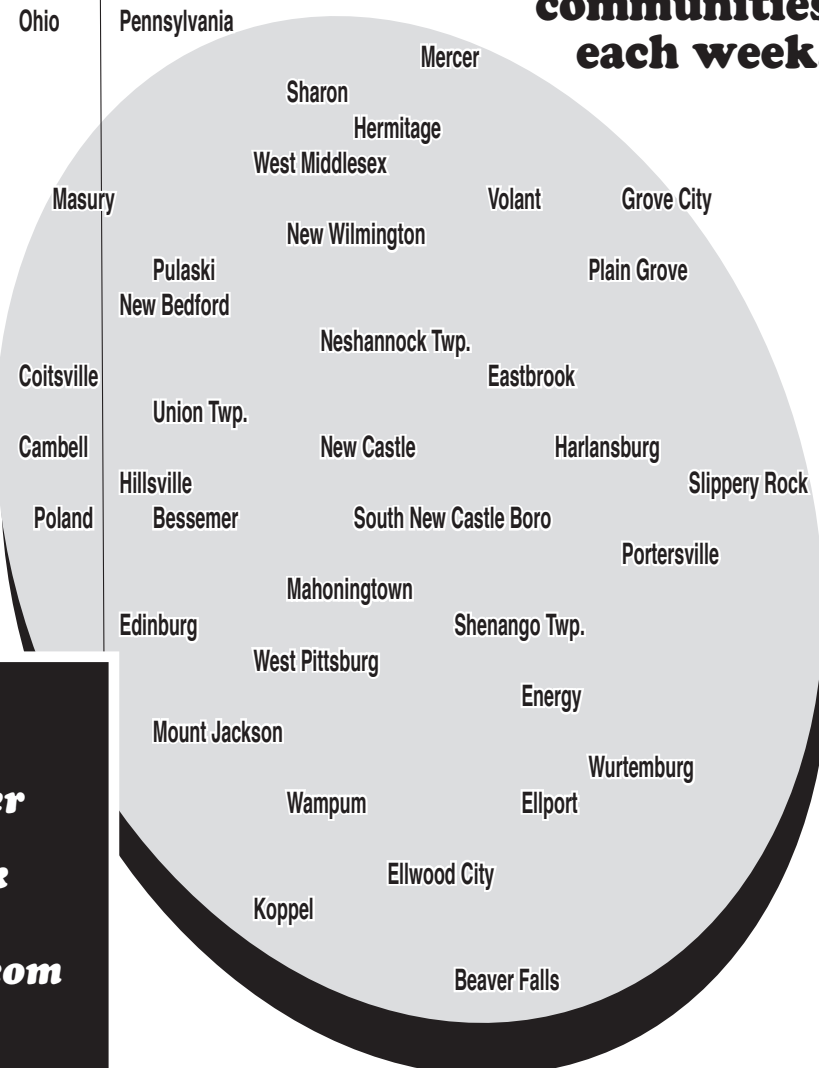 communities
each week.
Ohio Pennsylvania
Mercer
Sharon
Hermitage
West Middlesex
Masury Volant Grove City
New Wilmington
Pulaski Plain Grove
New Bedford
Neshannock Twp.
Coitsville Eastbrook
Union Twp.
Cambell New Castle Harlansburg
Hillsville Slippery Rock
Poland Bessemer South New Castle Boro
Portersville
Mahoningtown
Edinburg Shenango Twp.
West Pittsburg
Energy
Mount Jackson
Wurtemburg
Wampum Ellport
Ellwood City
Koppel
Beaver Falls